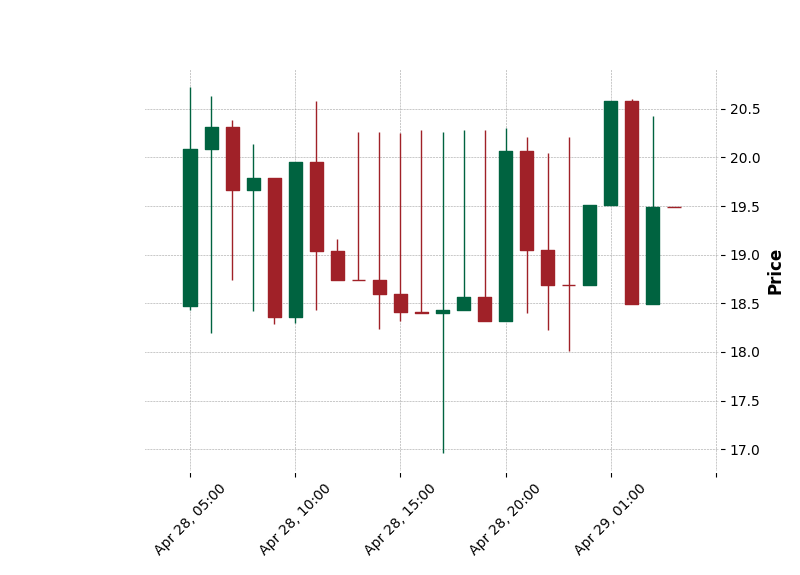 20.5
20.0
19.5
19.0
18.5
18.0
17.5
17.0
Price
Apr 28, 05:00
Apr 28, 10:00
Apr 28, 15:00
Apr 28, 20:00
Apr 29, 01:00